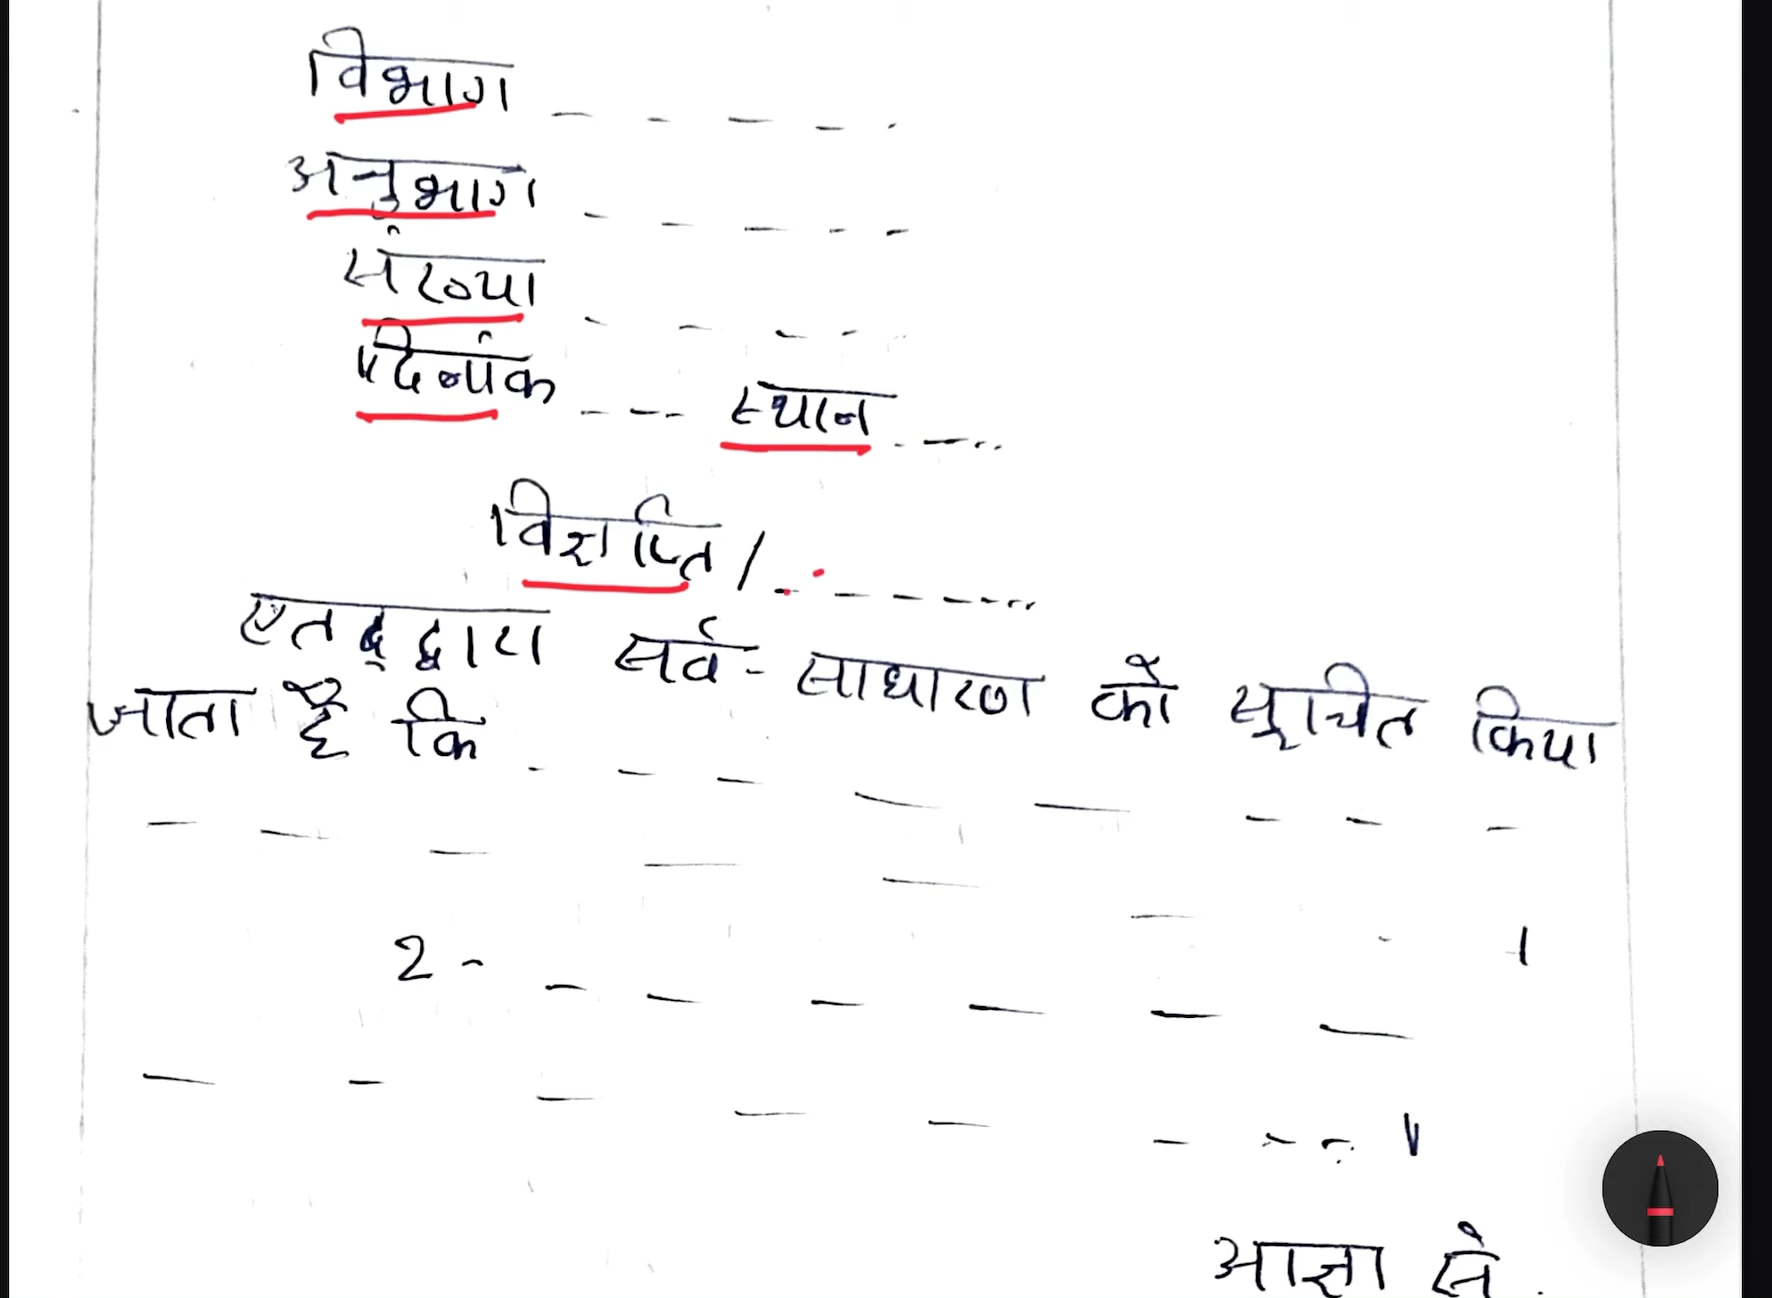 विभाग - - - - -
अनुभाग - - - - -
संख्या - - - - -
दिनांक - - - स्थान - - - -
विज्ञप्ति / - - - - - - -
एतद् द्वारा सर्व-साधारण को सूचित किया
जाता है कि - - - - - - - -
- - - - - - - ।
2 - - - - - - -
- - - - - - - - ।
आज्ञा से.